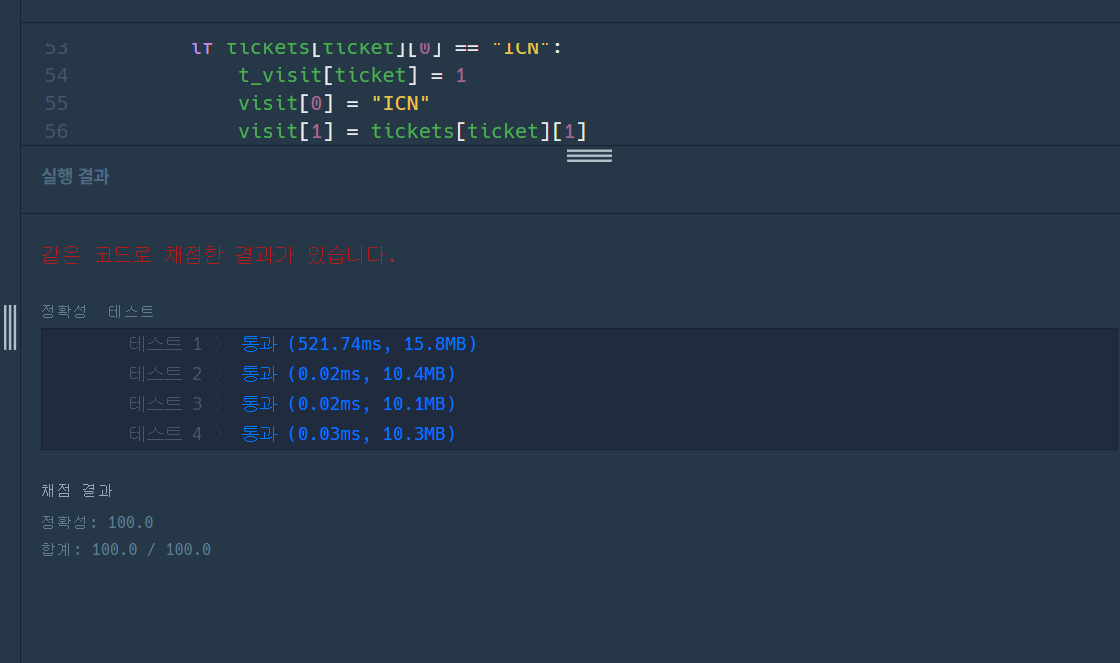 53 if tickets[ticket][0] == "ICN":
54 t_visit[ticket] = 1
55 visit[0] = "ICN"
56 visit[1] = tickets[ticket][1]
실행 결과
같은 코드로 채점한 결과가 있습니다.
정확성 테스트
테스트 1 〉 통과 (521.74ms, 15.8MB)
테스트 2 〉 통과 (0.02ms, 10.4MB)
테스트 3 〉 통과 (0.02ms, 10.1MB)
테스트 4 〉 통과 (0.03ms, 10.3MB)
채점 결과
정확성: 100.0
합계: 100.0 / 100.0